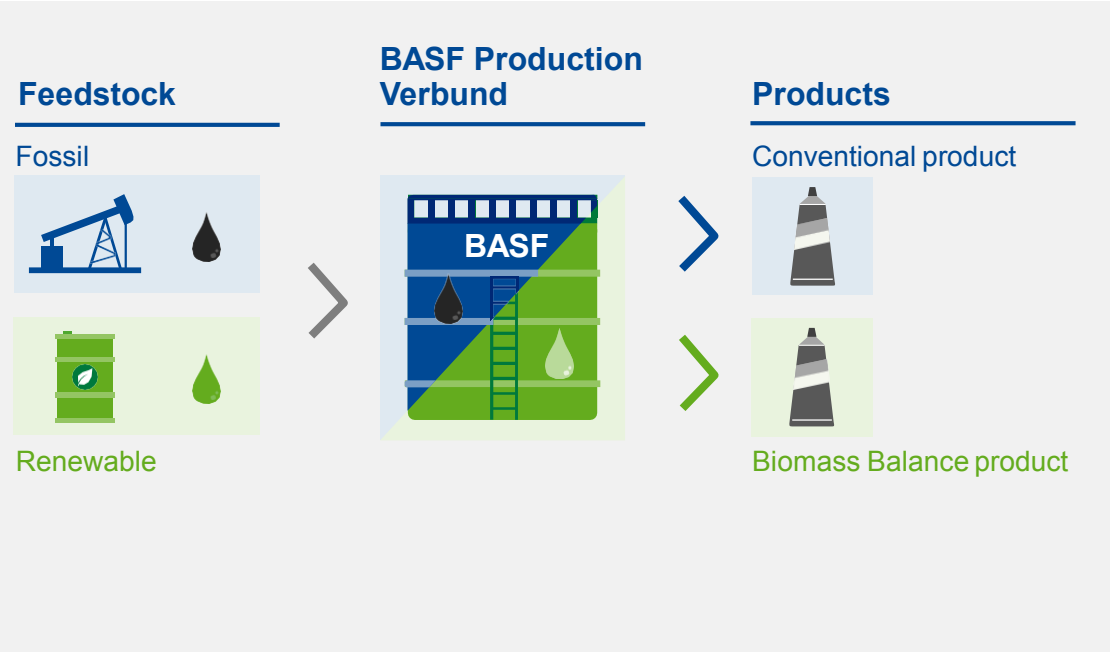 Feedstock
BASF Production
Verbund
Products
Fossil
Conventional product
BASF
Renewable
Biomass Balance product